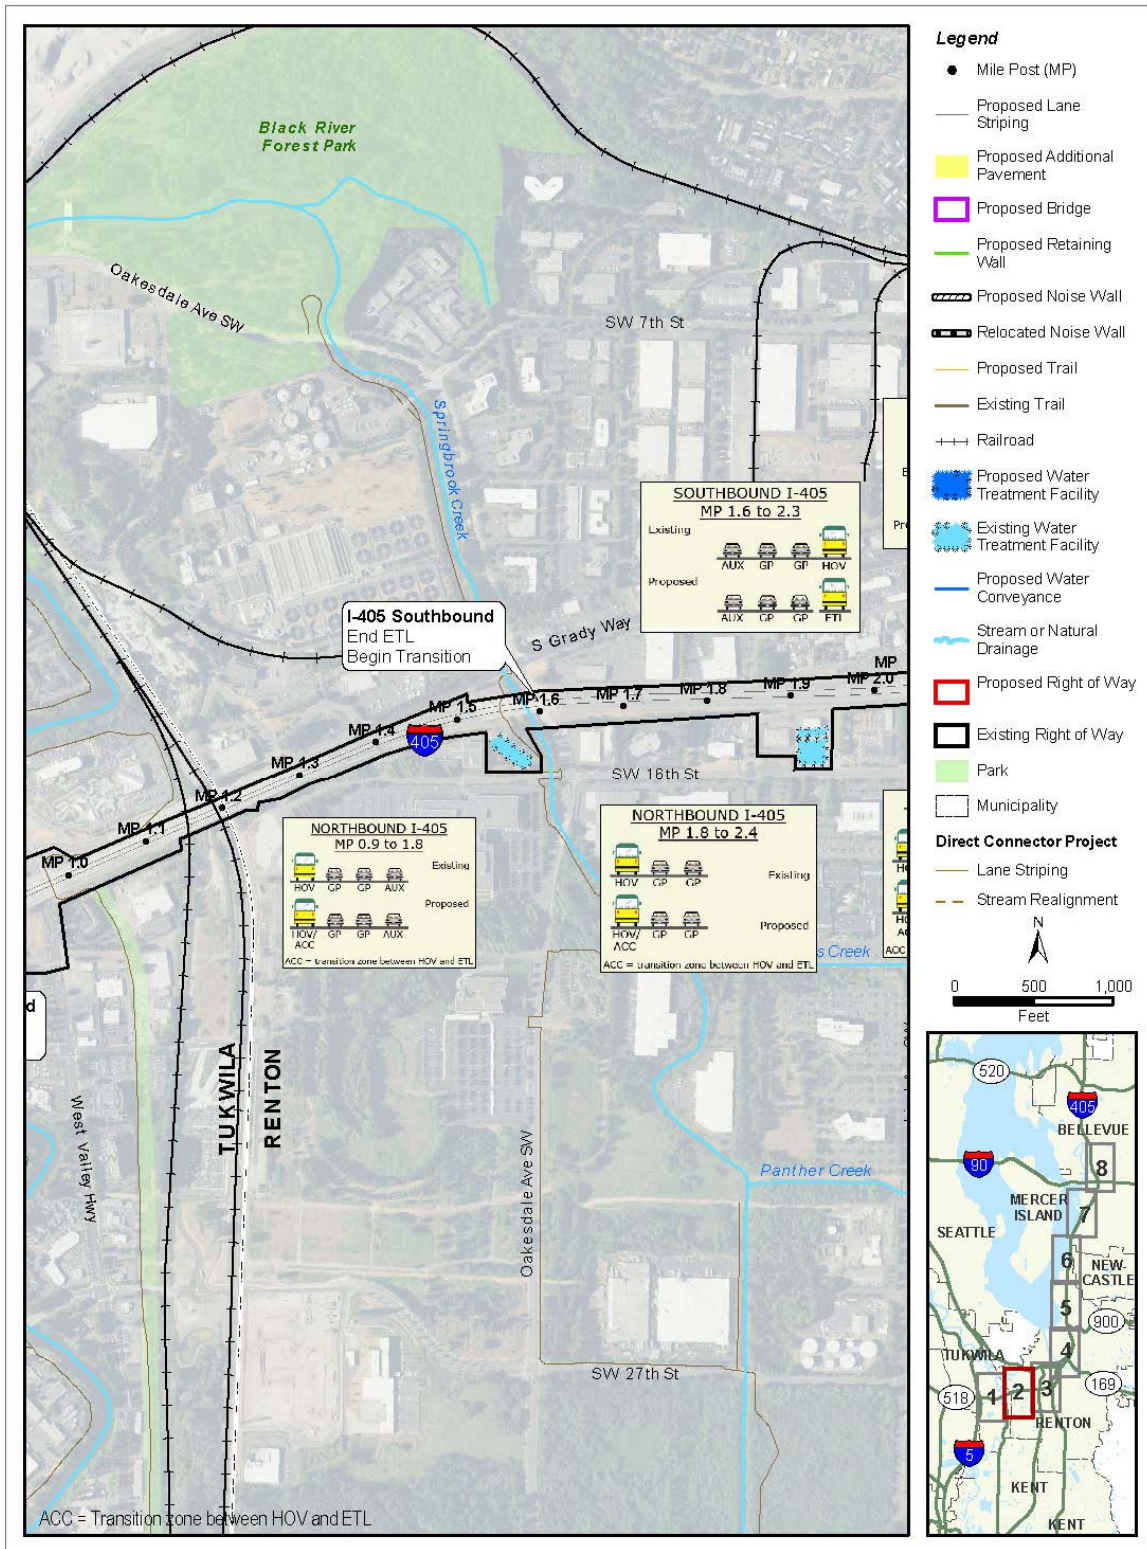 Black River
Forest Park
Oakesdale Ave SW
SW 7th St
Springbrook Creek
SOUTHBOUND I-405
MP 1.6 to 2.3
Existing
AUX GP GP HOV
Proposed
AUX GP GP ETL
I-405 Southbound
End ETL
Begin Transition
S Grady Way
MP 1.0
MP 1.1
MP 1.2
MP 1.3
MP 1.4
MP 1.5
MP 1.6
MP 1.7
MP 1.8
MP 1.9
MP 2.0
MP
405
SW 16th St
NORTHBOUND I-405
MP 0.9 to 1.8
Existing
HOV GP GP AUX
Proposed
HOV/ GP GP AUX
ACC
ACC = transition zone between HOV and ETL
NORTHBOUND I-405
MP 1.8 to 2.4
Existing
HOV GP GP
Proposed
HOV/ GP GP
ACC
ACC = transition zone between HOV and ETL
s Creek
d
TUKWILA
RENTON
West Valley Hwy
Oakesdale Ave SW
Panther Creek
SW 27th St
ACC = Transition zone between HOV and ETL
Legend
Mile Post (MP)
Proposed Lane
Striping
Proposed Additional
Pavement
Proposed Bridge
Proposed Retaining
Wall
Proposed Noise Wall
Relocated Noise Wall
Proposed Trail
Existing Trail
Railroad
Proposed Water
Treatment Facility
Existing Water
Treatment Facility
Proposed Water
Conveyance
Stream or Natural
Drainage
Proposed Right of Way
Existing Right of Way
Park
Municipality
Direct Connector Project
Lane Striping
Stream Realignment
N
0 500 1,000
Feet
520
405
BELLEVUE
90
8
MERCER
ISLAND
7
SEATTLE
6
NEW-
CASTLE
5
900
4
TUKWILA
518
1
2
3
169
RENTON
5
KENT
KENT